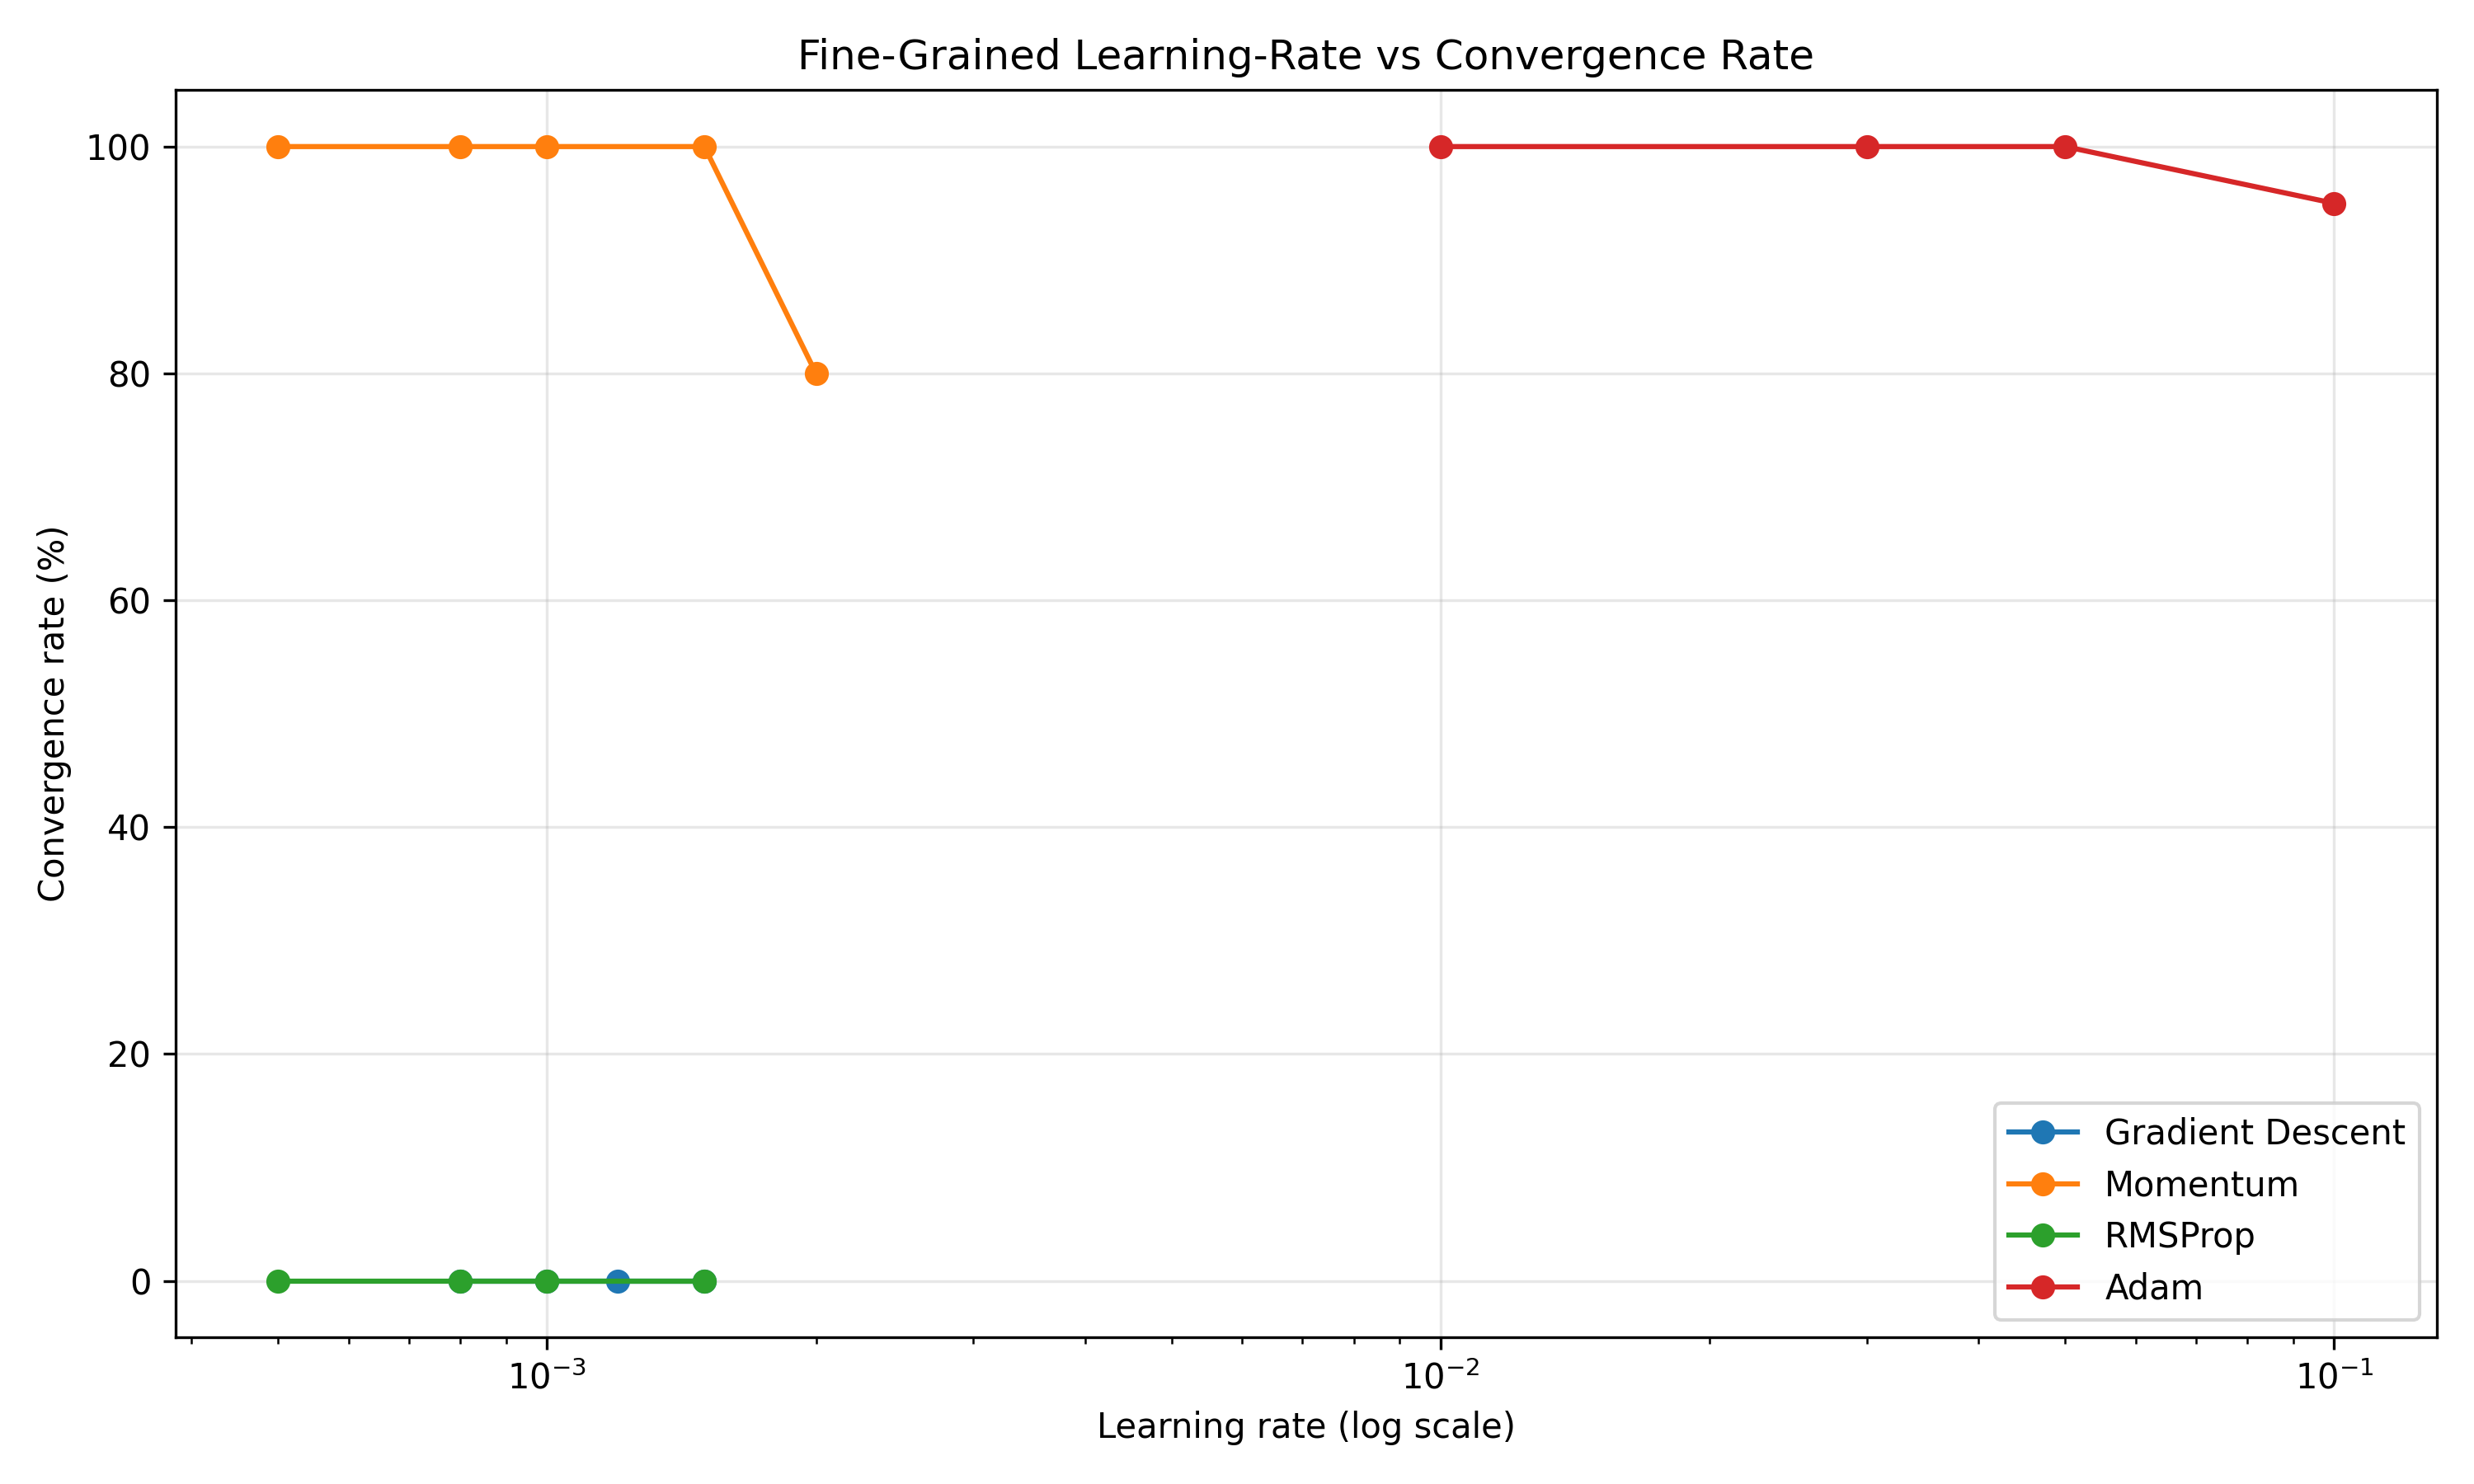 Fine-Grained Learning-Rate vs Convergence Rate
Convergence rate (%)
100
80
60
40
20
0
10⁻³
10⁻²
10⁻¹
Learning rate (log scale)
Gradient Descent
Momentum
RMSProp
Adam